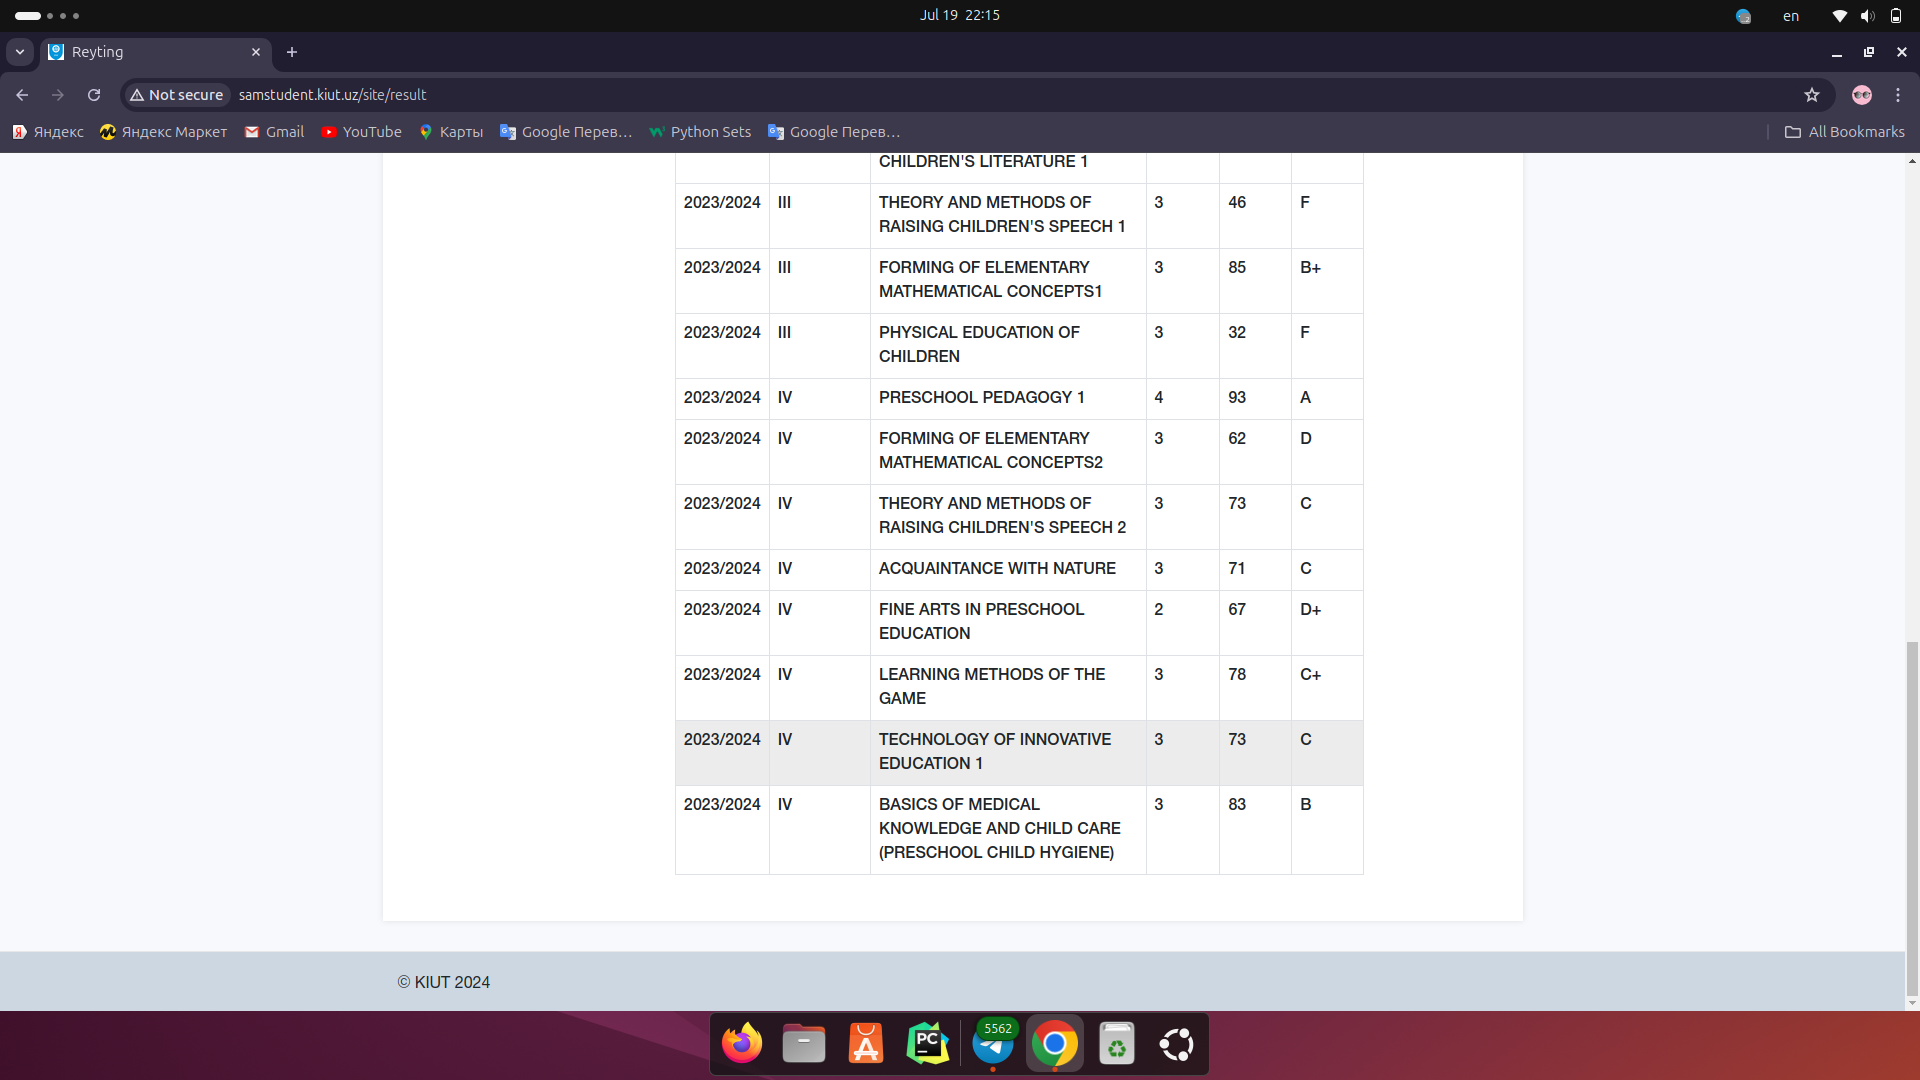 Jul 19 22:15
en
Reyting
Not secure
samstudent.kiut.uz/site/result
Яндекс
Яндекс Маркет
Gmail
YouTube
Карты
Google Перев…
Python Sets
Google Перев…
All Bookmarks
CHILDREN'S LITERATURE 1
2023/2024 III THEORY AND METHODS OF 3 46 F
RAISING CHILDREN'S SPEECH 1
2023/2024 III FORMING OF ELEMENTARY 3 85 B+
MATHEMATICAL CONCEPTS1
2023/2024 III PHYSICAL EDUCATION OF 3 32 F
CHILDREN
2023/2024 IV PRESCHOOL PEDAGOGY 1 4 93 A
2023/2024 IV FORMING OF ELEMENTARY 3 62 D
MATHEMATICAL CONCEPTS2
2023/2024 IV THEORY AND METHODS OF 3 73 C
RAISING CHILDREN'S SPEECH 2
2023/2024 IV ACQUAINTANCE WITH NATURE 3 71 C
2023/2024 IV FINE ARTS IN PRESCHOOL 2 67 D+
EDUCATION
2023/2024 IV LEARNING METHODS OF THE 3 78 C+
GAME
2023/2024 IV TECHNOLOGY OF INNOVATIVE 3 73 C
EDUCATION 1
2023/2024 IV BASICS OF MEDICAL 3 83 B
KNOWLEDGE AND CHILD CARE
(PRESCHOOL CHILD HYGIENE)
© KIUT 2024
PC
5562